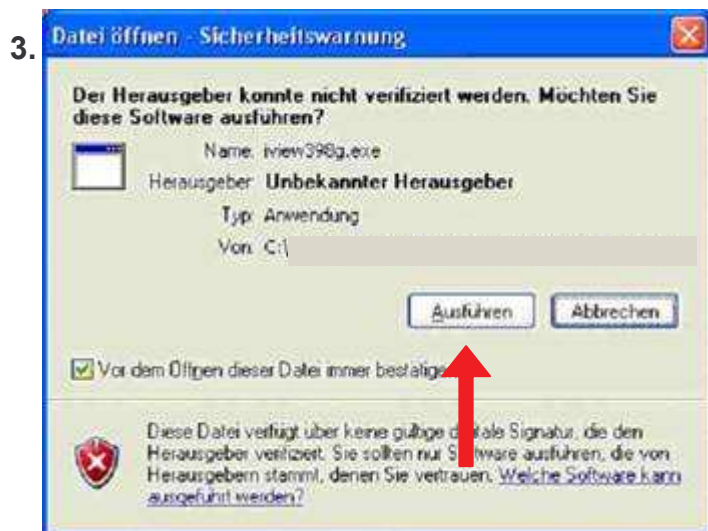 3.
Datei öffnen - Sicherheitswarnung
Der Herausgeber konnte nicht verifiziert werden. Möchten Sie
diese Software ausführen?
Name: iview398g.exe
Herausgeber: Unbekannter Herausgeber
Typ: Anwendung
Von: C:\
Ausführen Abbrechen
Vor dem Öffnen dieser Datei immer
Diese Datei verfügt über keine gültige Signatur, die den
Herausgeber verifiziert. Sie sollten nur ausführen, die von
Herausgebern stammt, denen Sie vertrauen. Welche Software kann
ausgeführt werden?